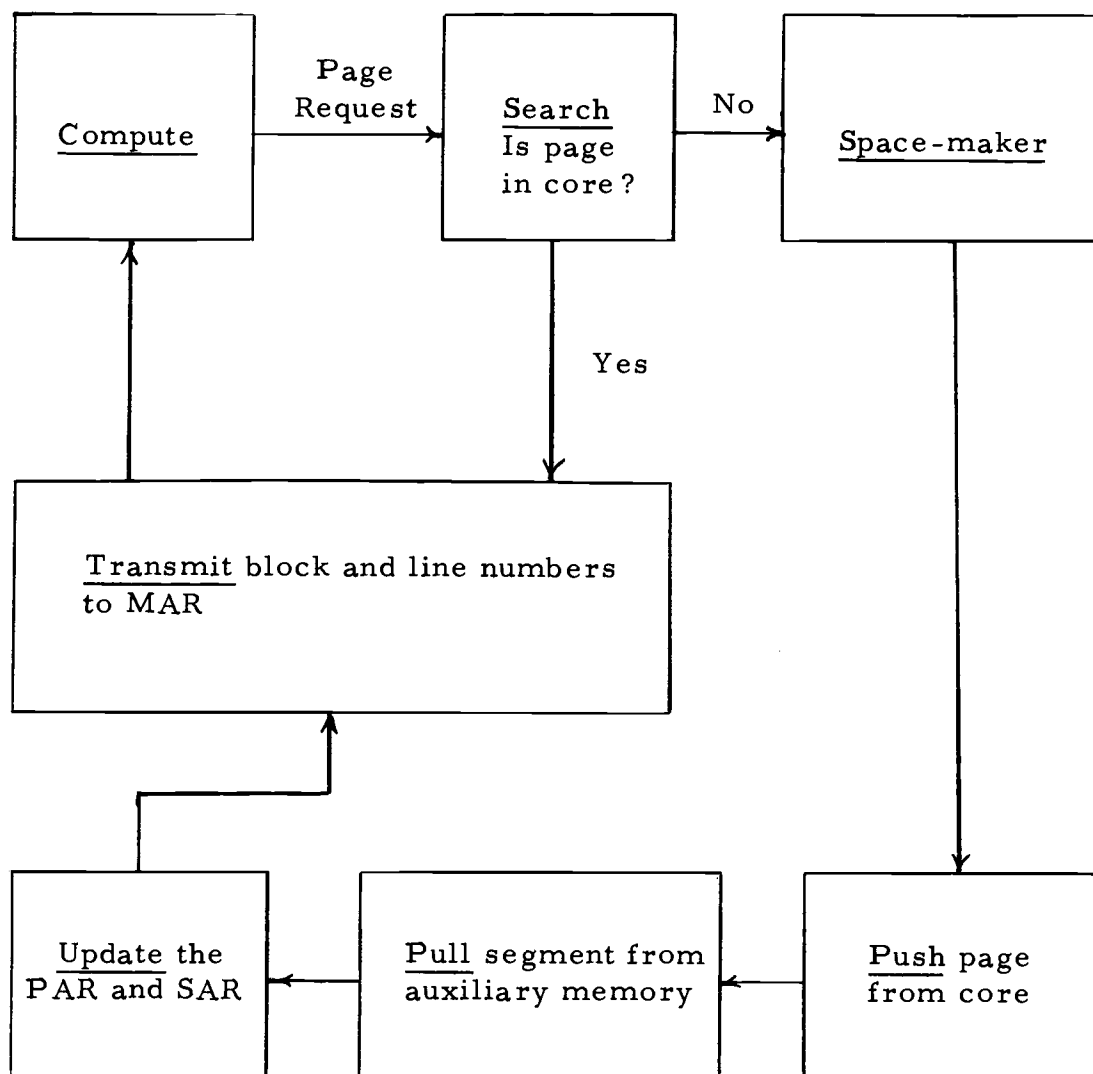 Compute
Page
Request
Search
Is page
in core?
No
Space-maker
Yes
Transmit block and line numbers
to MAR
Update the
PAR and SAR
Pull segment from
auxiliary memory
Push page
from core